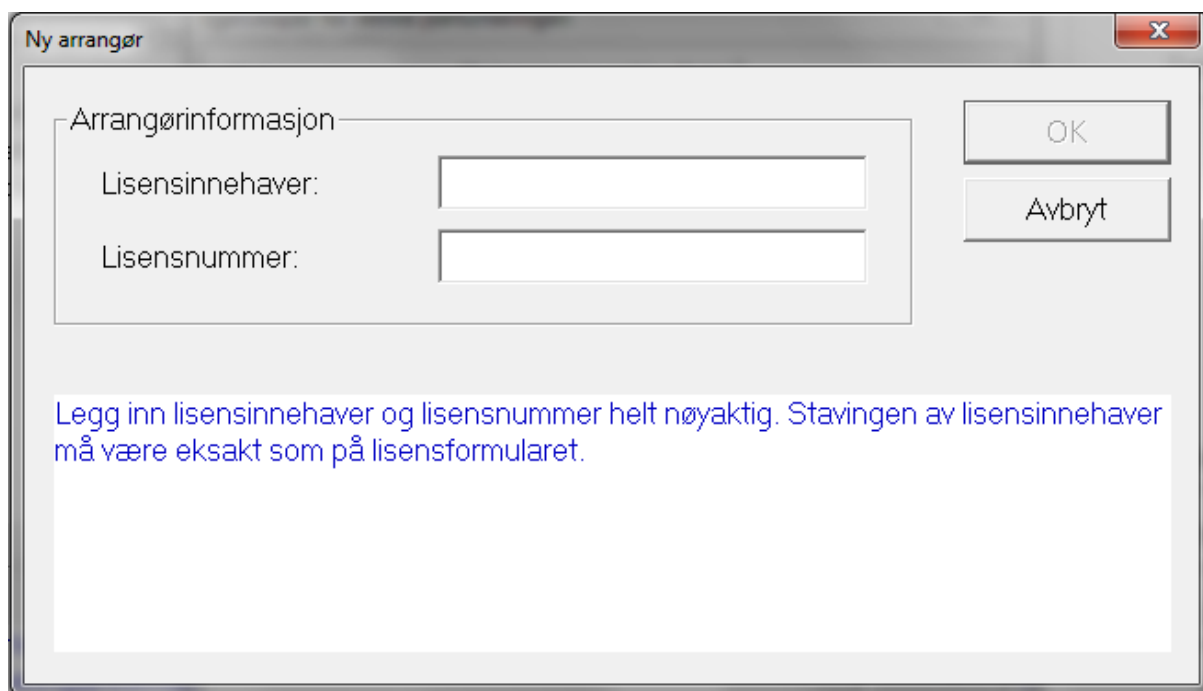 Ny arrangør
Arrangørinformasjon
OK
Lisensinnehaver:
Avbryt
Lisensnummer:
Legg inn lisensinnehaver og lisensnummer helt nøyaktig. Stavingen av lisensinnehaver
må være eksakt som på lisensformularet.